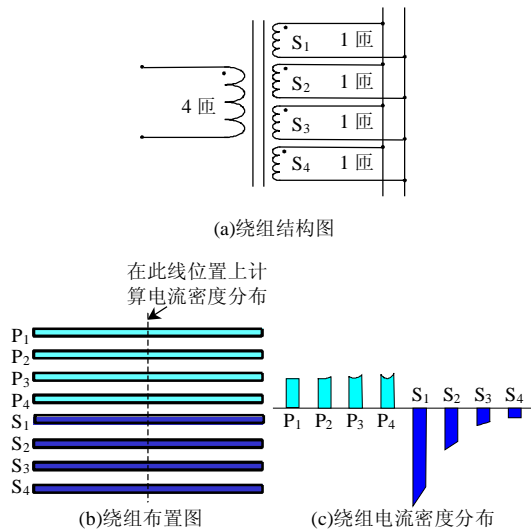 S₁ 1 匝
S₂ 1 匝
4 匝
S₃ 1 匝
S₄ 1 匝
(a)绕组结构图
在此线位置上计
算电流密度分布
P₁
P₂
P₃
P₄
S₁
S₂
S₃
S₄
(b)绕组布置图
S₁ S₂ S₃ S₄
P₁ P₂ P₃ P₄
(c)绕组电流密度分布